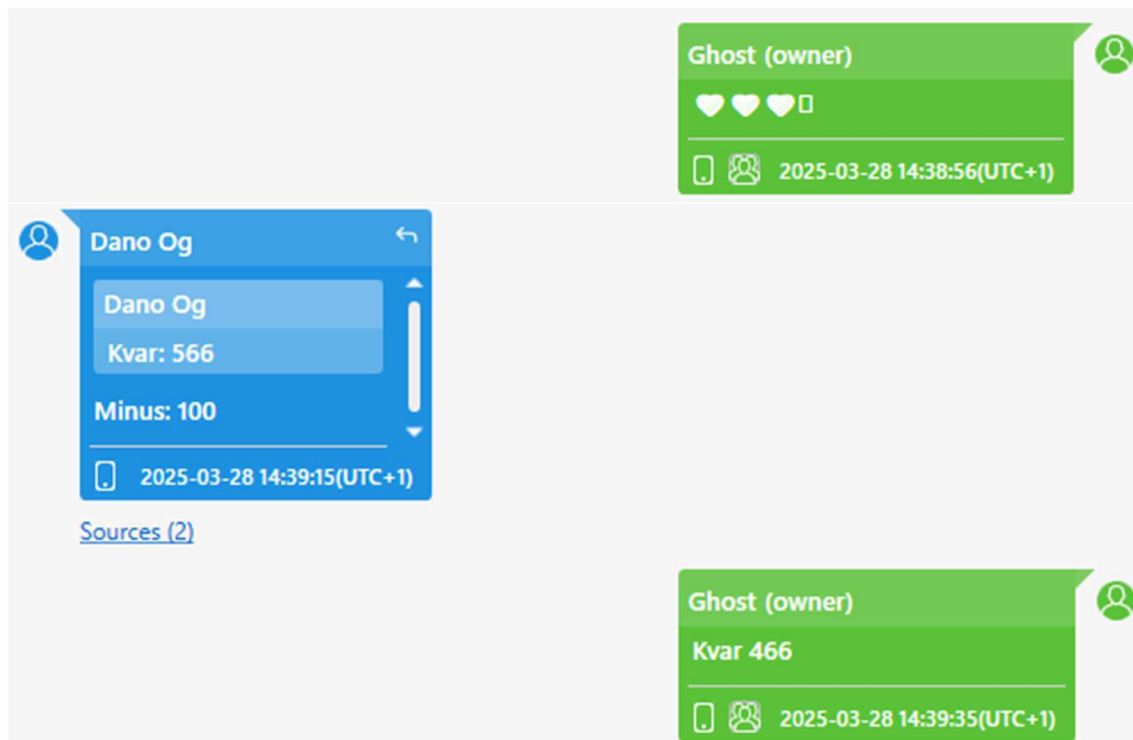 Ghost (owner)
🤍🤍🤍▯
2025-03-28 14:38:56(UTC+1)
Dano Og
Dano Og
Kvar: 566
Minus: 100
2025-03-28 14:39:15(UTC+1)
Sources (2)
Ghost (owner)
Kvar 466
2025-03-28 14:39:35(UTC+1)